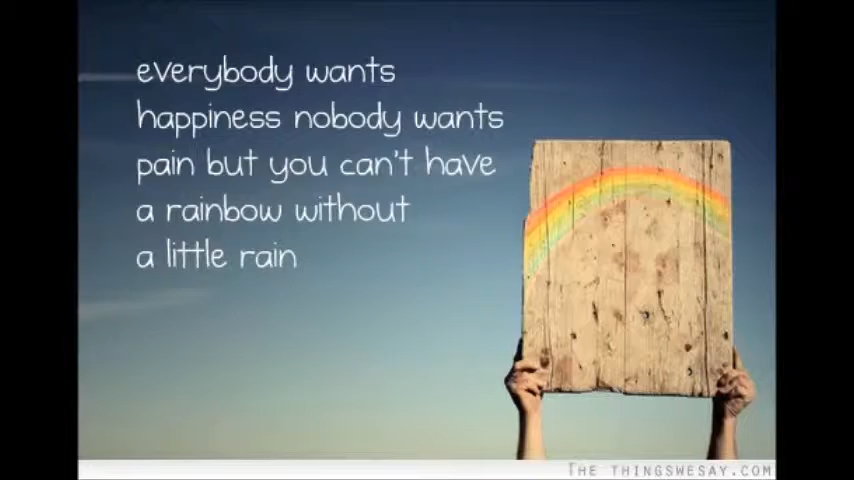 everybody wants
happiness nobody wants
pain but you can't have
a rainbow without
a little rain
THE THINGSWESAY.COM